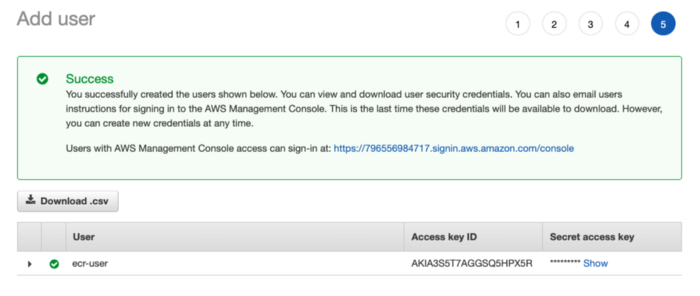 Add user
1 2 3 4 5
Success
You successfully created the users shown below. You can view and download user security credentials. You can also email users
instructions for signing in to the AWS Management Console. This is the last time these credentials will be available to download. However,
you can create new credentials at any time.
Users with AWS Management Console access can sign-in at: https://796556984717.signin.aws.amazon.com/console
Download .csv
User Access key ID Secret access key
ecr-user AKIA3S5T7AGGSQ5HPX5R ********* Show